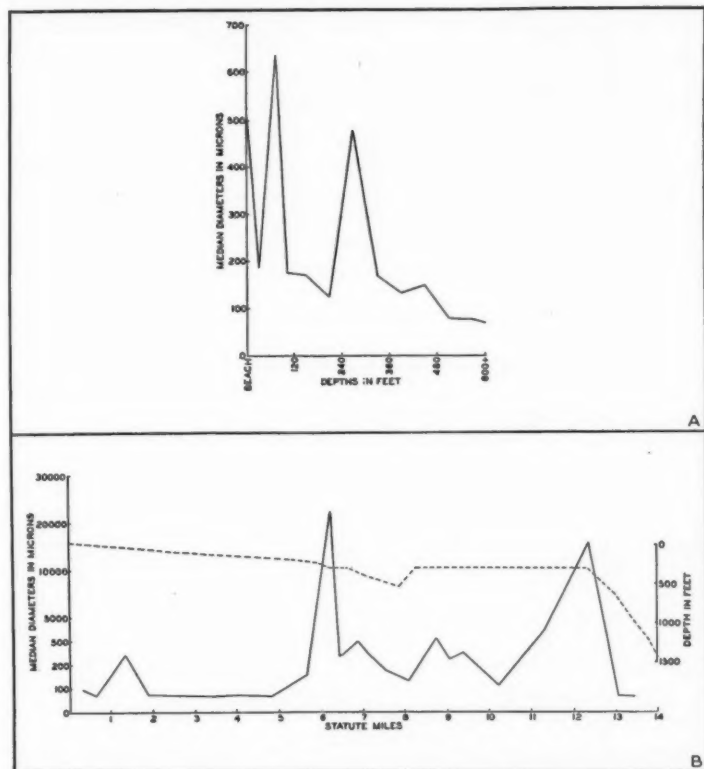 700
600
500
400
300
200
100
0
MEDIAN DIAMETERS IN MICRONS
BEACH
120
240
360
480
600+
DEPTHS IN FEET
A
30000
20000
10000
5000
500
200
100
0
MEDIAN DIAMETERS IN MICRONS
0
500
1000
1500
DEPTH IN FEET
1 2 3 4 5 6 7 8 9 10 11 12 13 14
STATUTE MILES
B